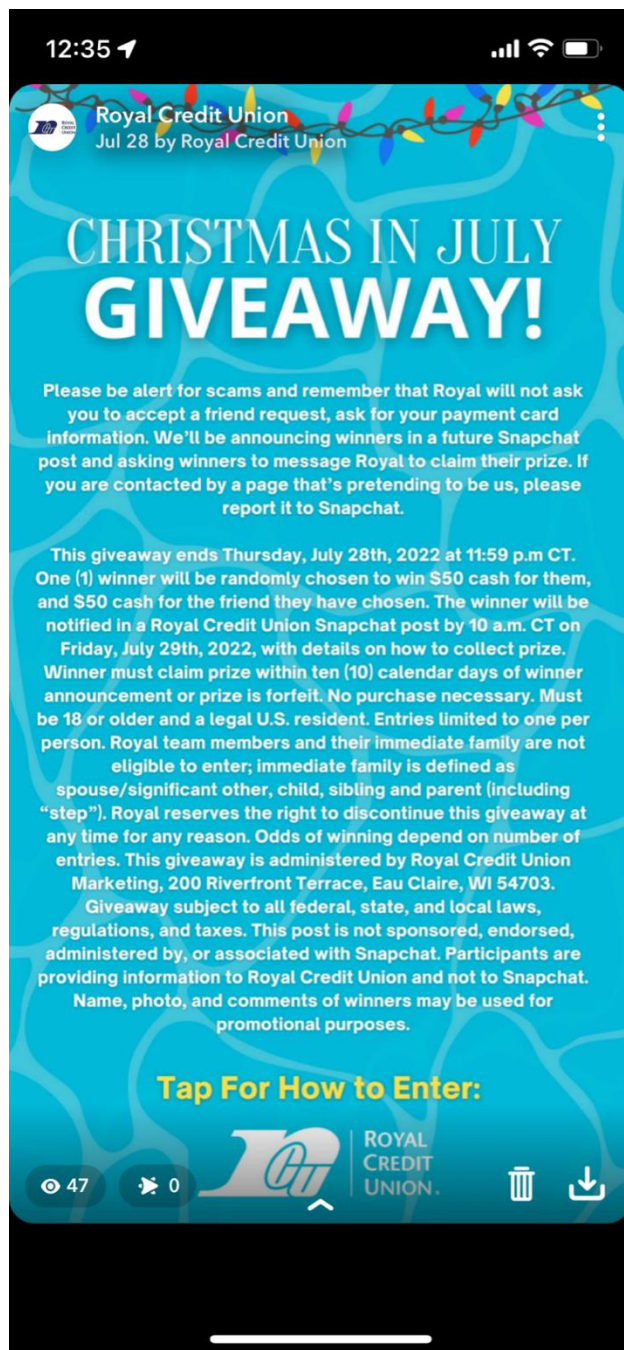 12:35
Royal Credit Union
Jul 28 by Royal Credit Union
CHRISTMAS IN JULY
GIVEAWAY!
Please be alert for scams and remember that Royal will not ask
you to accept a friend request, ask for your payment card
information. We'll be announcing winners in a future Snapchat
post and asking winners to message Royal to claim their prize. If
you are contacted by a page that's pretending to be us, please
report it to Snapchat.
This giveaway ends Thursday, July 28th, 2022 at 11:59 p.m CT.
One (1) winner will be randomly chosen to win $50 cash for them,
and $50 cash for the friend they have chosen. The winner will be
notified in a Royal Credit Union Snapchat post by 10 a.m. CT on
Friday, July 29th, 2022, with details on how to collect prize.
Winner must claim prize within ten (10) calendar days of winner
announcement or prize is forfeit. No purchase necessary. Must
be 18 or older and a legal U.S. resident. Entries limited to one per
person. Royal team members and their immediate family are not
eligible to enter; immediate family is defined as
spouse/significant other, child, sibling and parent (including
“step”). Royal reserves the right to discontinue this giveaway at
any time for any reason. Odds of winning depend on number of
entries. This giveaway is administered by Royal Credit Union
Marketing, 200 Riverfront Terrace, Eau Claire, WI 54703.
Giveaway subject to all federal, state, and local laws,
regulations, and taxes. This post is not sponsored, endorsed,
administered by, or associated with Snapchat. Participants are
providing information to Royal Credit Union and not to Snapchat.
Name, photo, and comments of winners may be used for
promotional purposes.
Tap For How to Enter:
rCU
ROYAL
CREDIT
UNION.
47
0